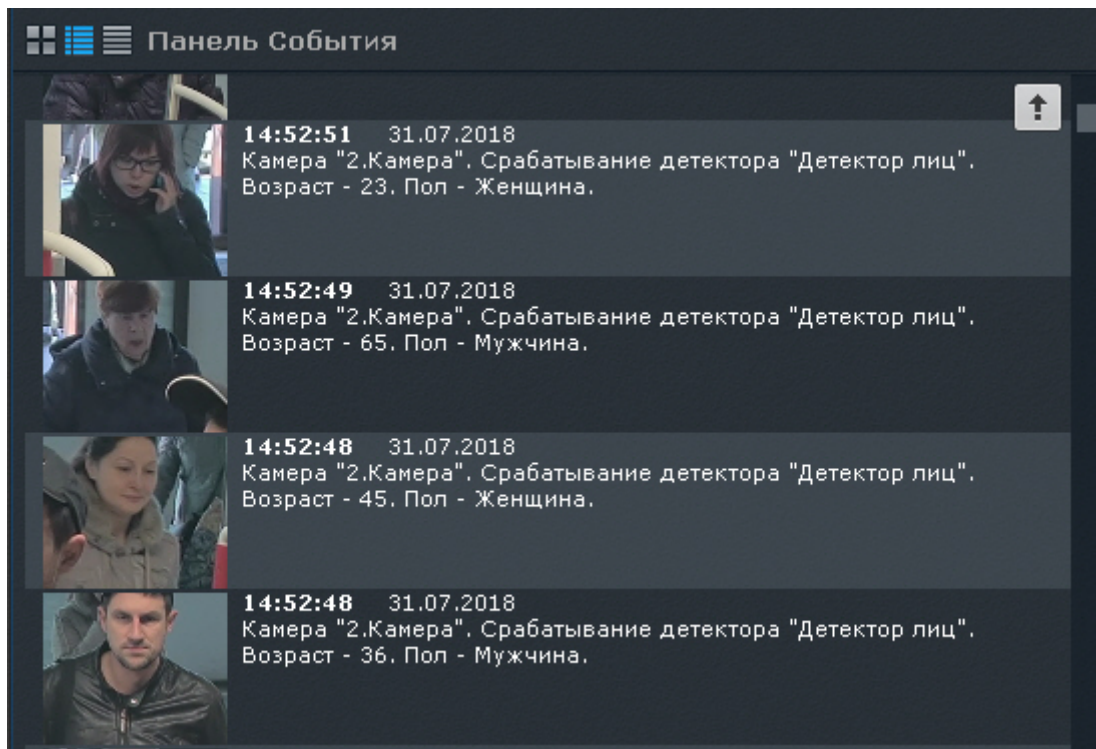 Панель События
14:52:51 31.07.2018
Камера "2.Камера". Срабатывание детектора "Детектор лиц".
Возраст - 23. Пол - Женщина.
14:52:49 31.07.2018
Камера "2.Камера". Срабатывание детектора "Детектор лиц".
Возраст - 65. Пол - Мужчина.
14:52:48 31.07.2018
Камера "2.Камера". Срабатывание детектора "Детектор лиц".
Возраст - 45. Пол - Женщина.
14:52:48 31.07.2018
Камера "2.Камера". Срабатывание детектора "Детектор лиц".
Возраст - 36. Пол - Мужчина.